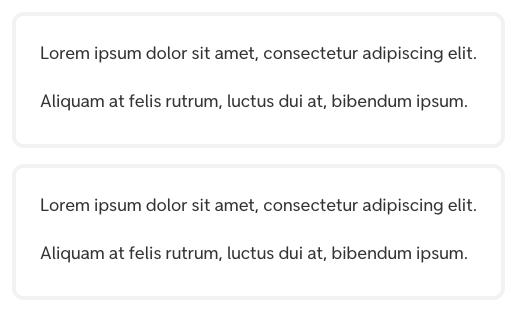 Lorem ipsum dolor sit amet, consectetur adipiscing elit.
Aliquam at felis rutrum, luctus dui at, bibendum ipsum.
Lorem ipsum dolor sit amet, consectetur adipiscing elit.
Aliquam at felis rutrum, luctus dui at, bibendum ipsum.